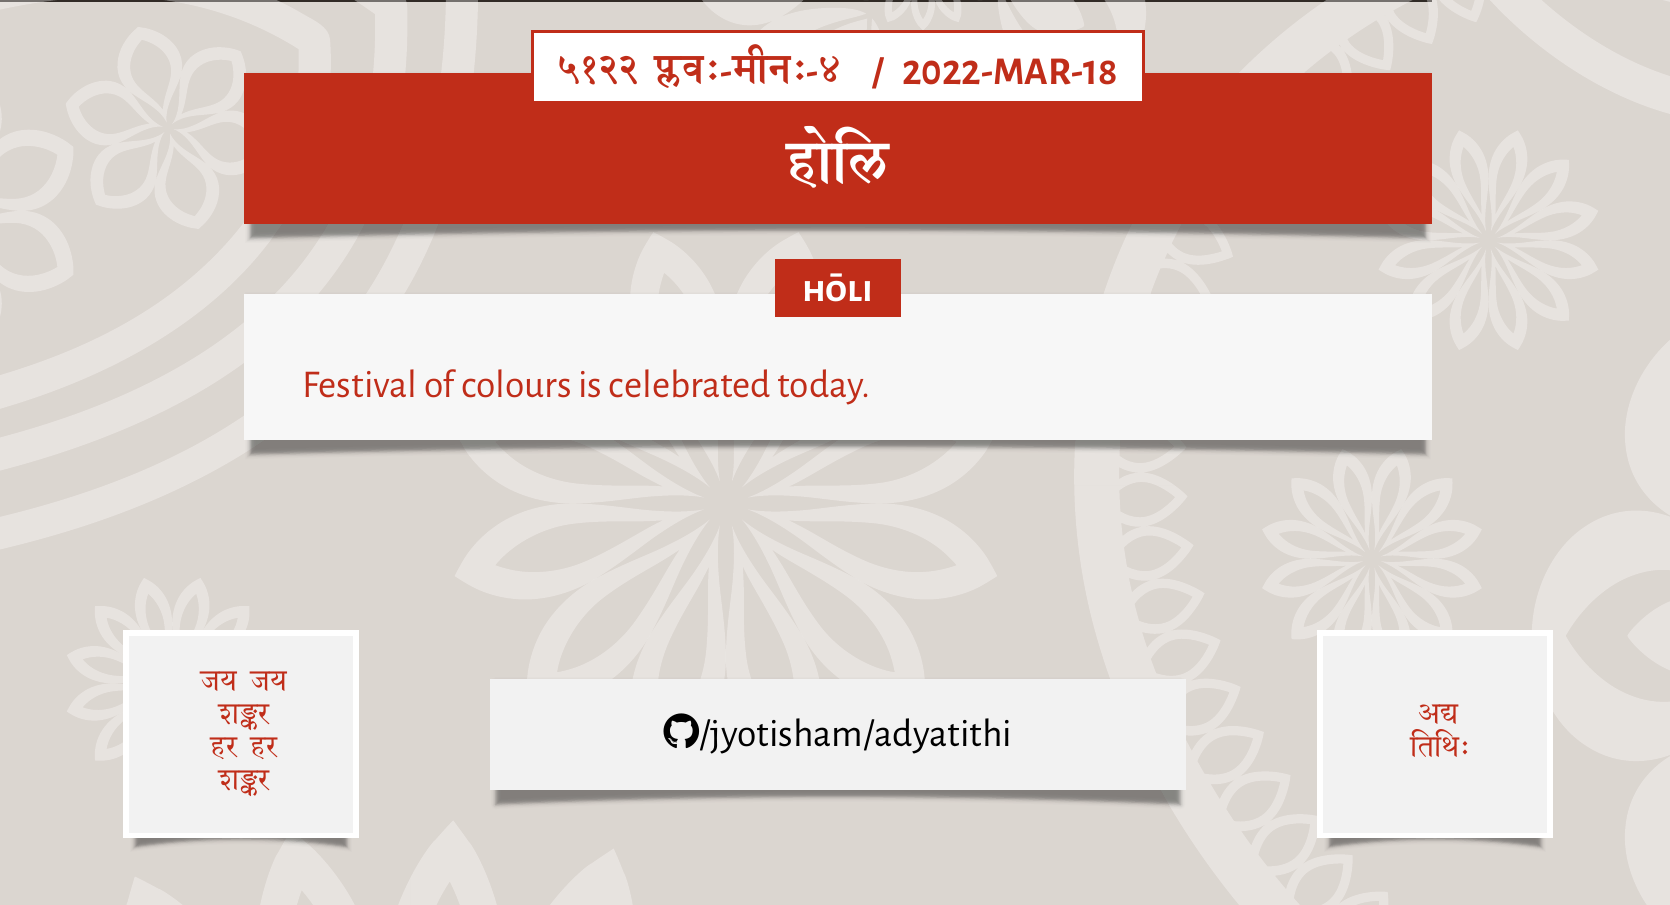 ५१२२ प्लवः-मीनः-४ / 2022-MAR-18
होलि
HŌLI
Festival of colours is celebrated today.
जय जय
शङ्कर
हर हर
शङ्कर
/jyotisham/adyatithi
अद्य
तिथिः